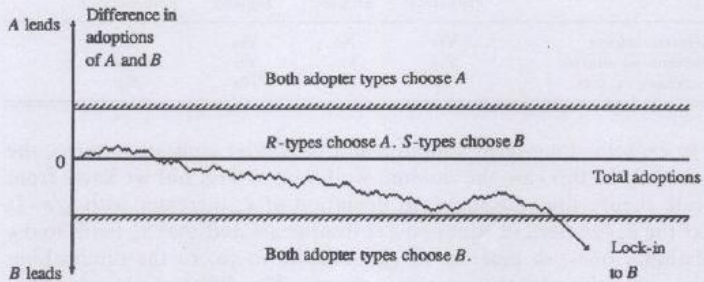 A leads
Difference in
adoptions
of A and B
Both adopter types choose A
R-types choose A. S-types choose B
0
Total adoptions
Both adopter types choose B.
Lock-in
to B
B leads